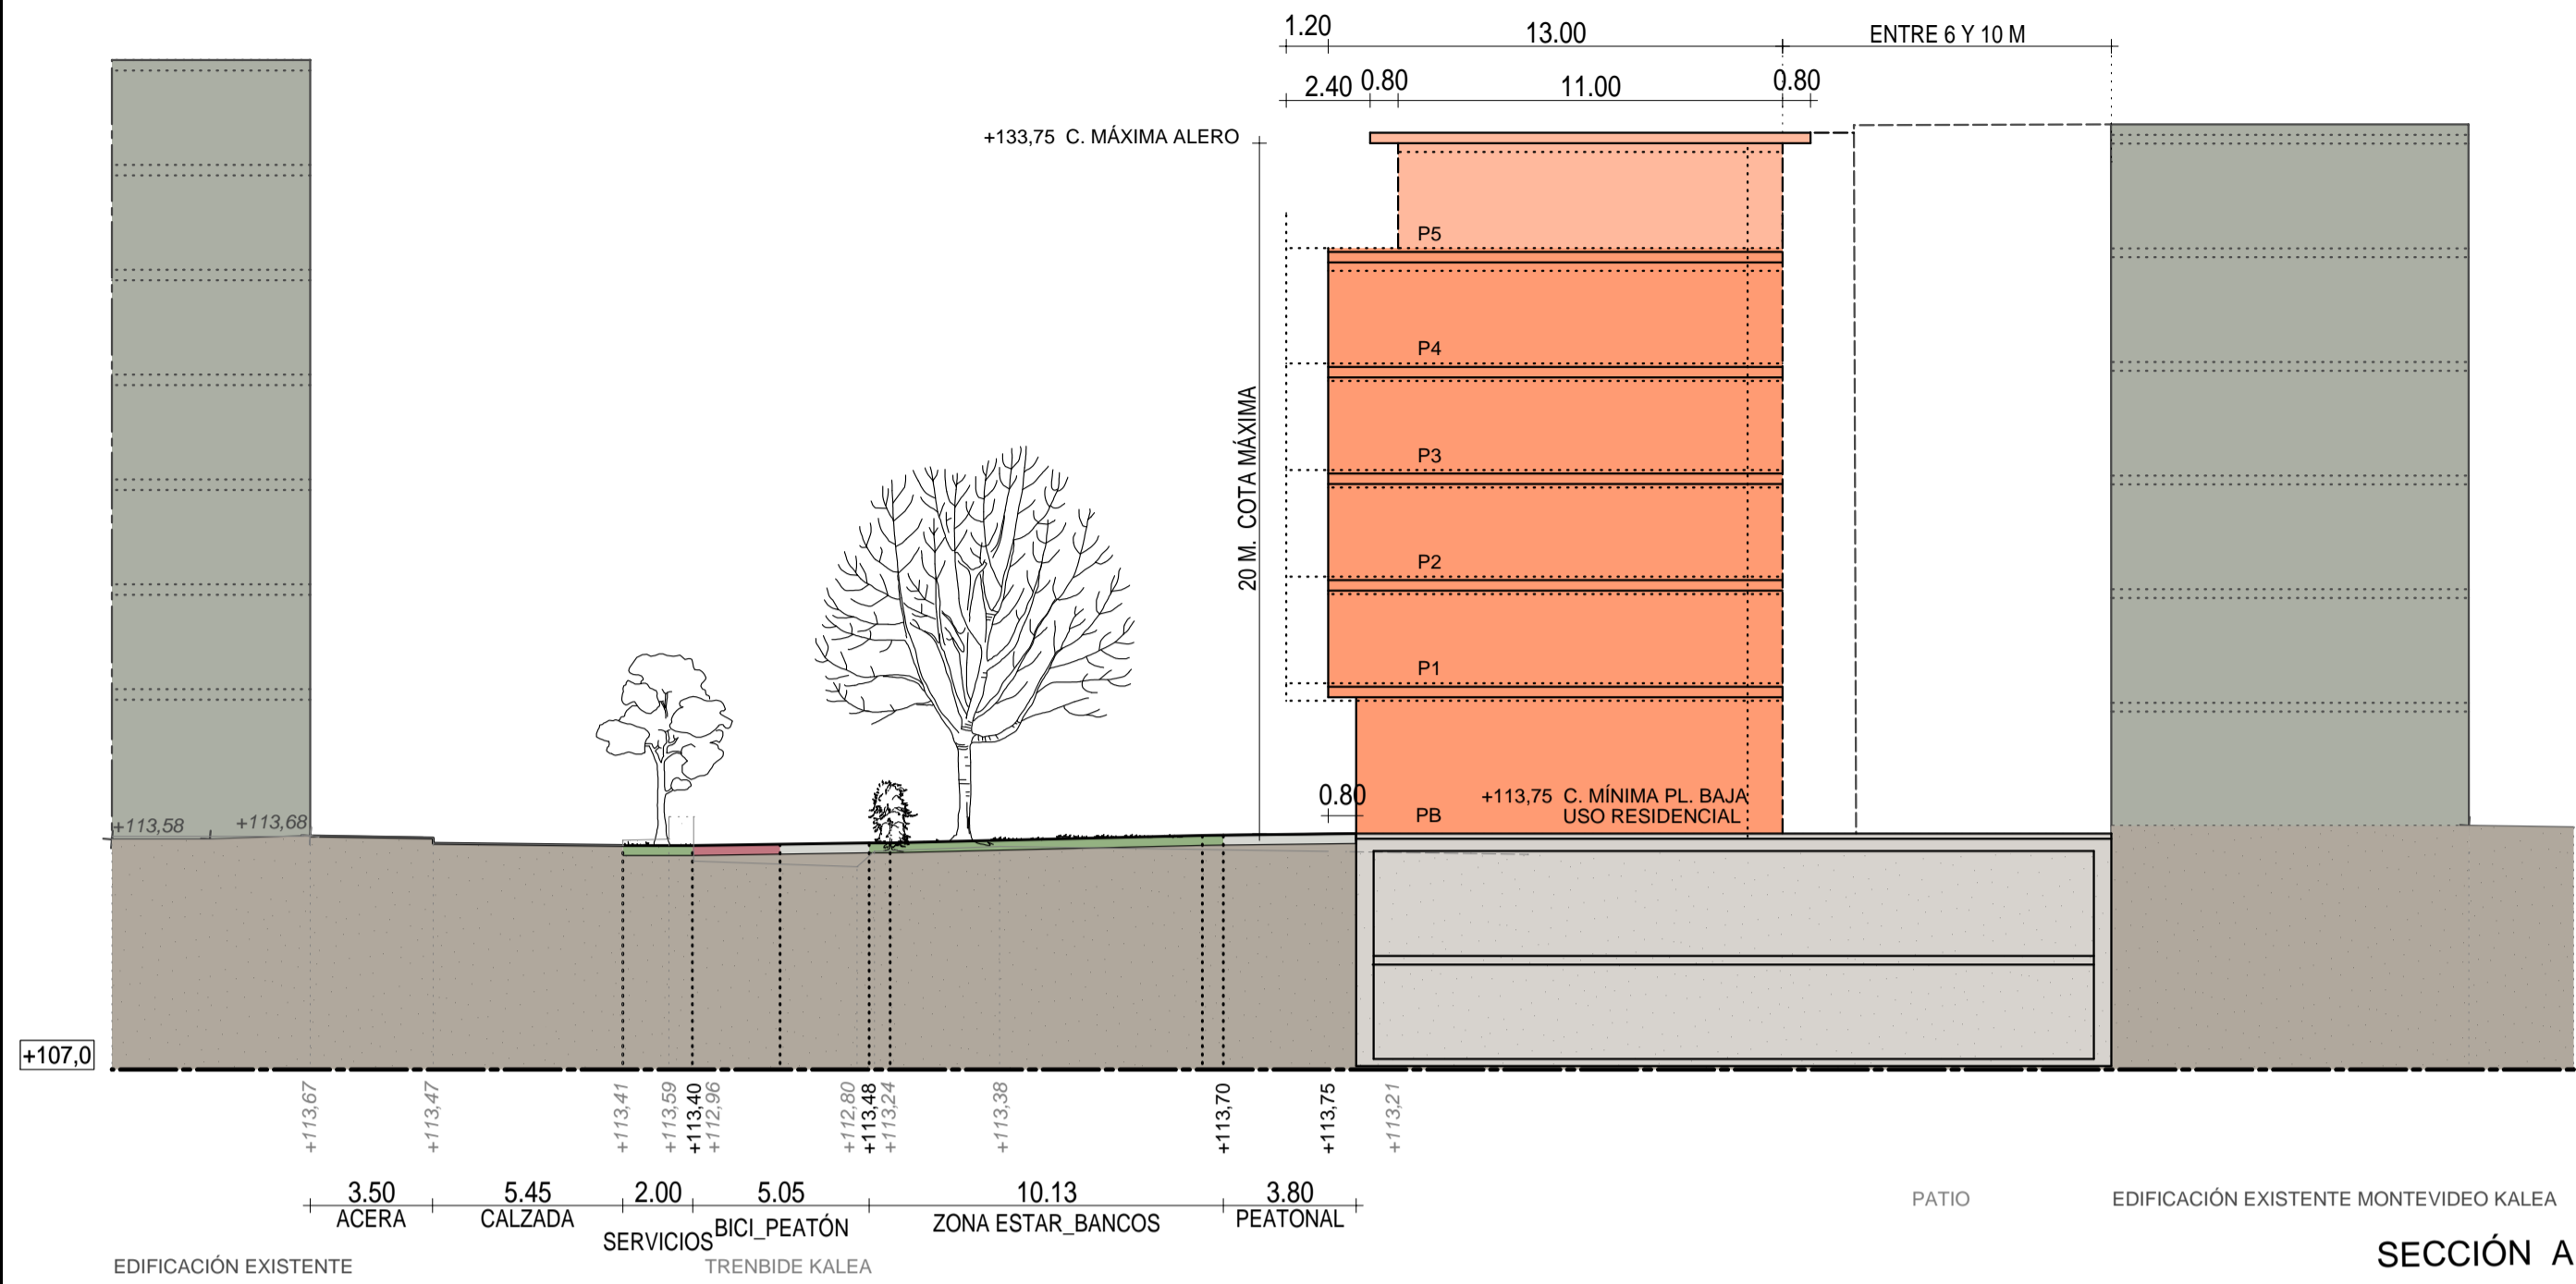 1.20 13.00 ENTRE 6 Y 10 M
2.40 0.80 11.00 0.80
+133,75 C. MÁXIMA ALERO
20 M. COTA MÁXIMA
P5
P4
P3
P2
P1
0.80
+113,75 C. MÍNIMA PL. BAJA
USO RESIDENCIAL
PB
+113,58 +113,68
+107,0
+113,67 +113,47 +113,41 +113,59 +113,40 +112,96 +112,80 +113,48 +113,24 +113,38 +113,70 +113,75 +113,21
3.50 5.45 2.00 5.05 10.13 3.80
ACERA CALZADA SERVICIOS BICI_PEATÓN ZONA ESTAR_BANCOS PEATONAL
PATIO EDIFICACIÓN EXISTENTE MONTEVIDEO KALEA
EDIFICACIÓN EXISTENTE TRENBIDE KALEA
SECCIÓN A